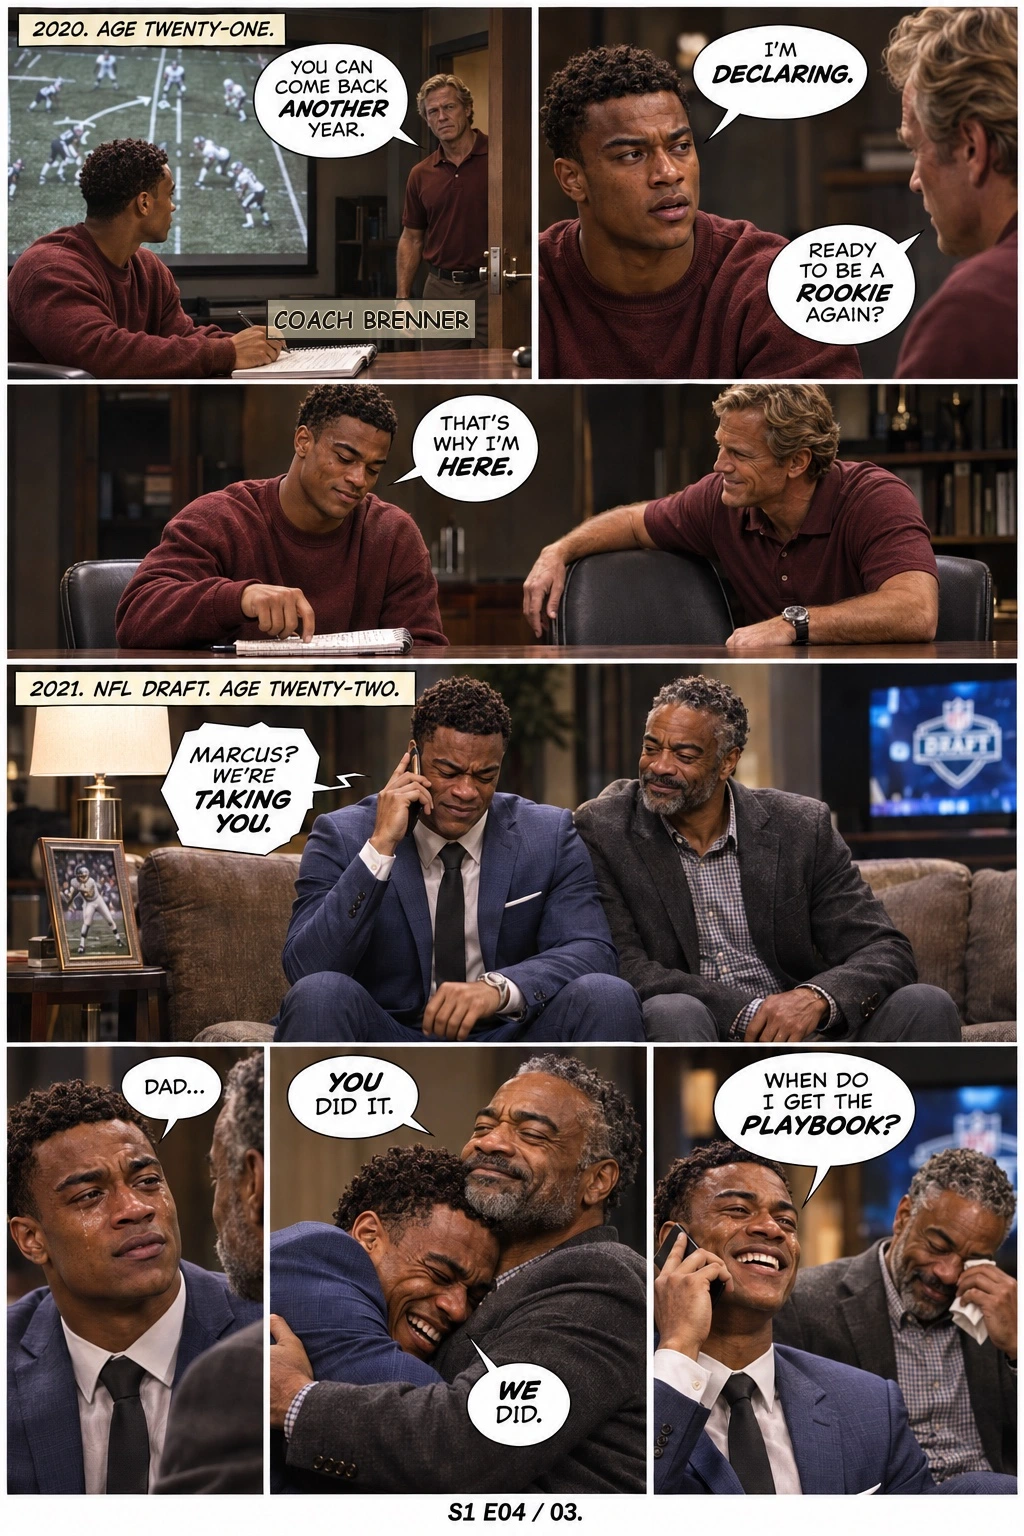 2020. AGE TWENTY-ONE.
YOU CAN
COME BACK
ANOTHER
YEAR.
COACH BRENNER
I'M
DECLARING.
READY
TO BE A
ROOKIE
AGAIN?
THAT'S
WHY I'M
HERE.
2021. NFL DRAFT. AGE TWENTY-TWO.
MARCUS?
WE'RE
TAKING
YOU.
NFL
DRAFT
DAD...
YOU
DID IT.
WE
DID.
WHEN DO
I GET THE
PLAYBOOK?
S1 E04 / 03.